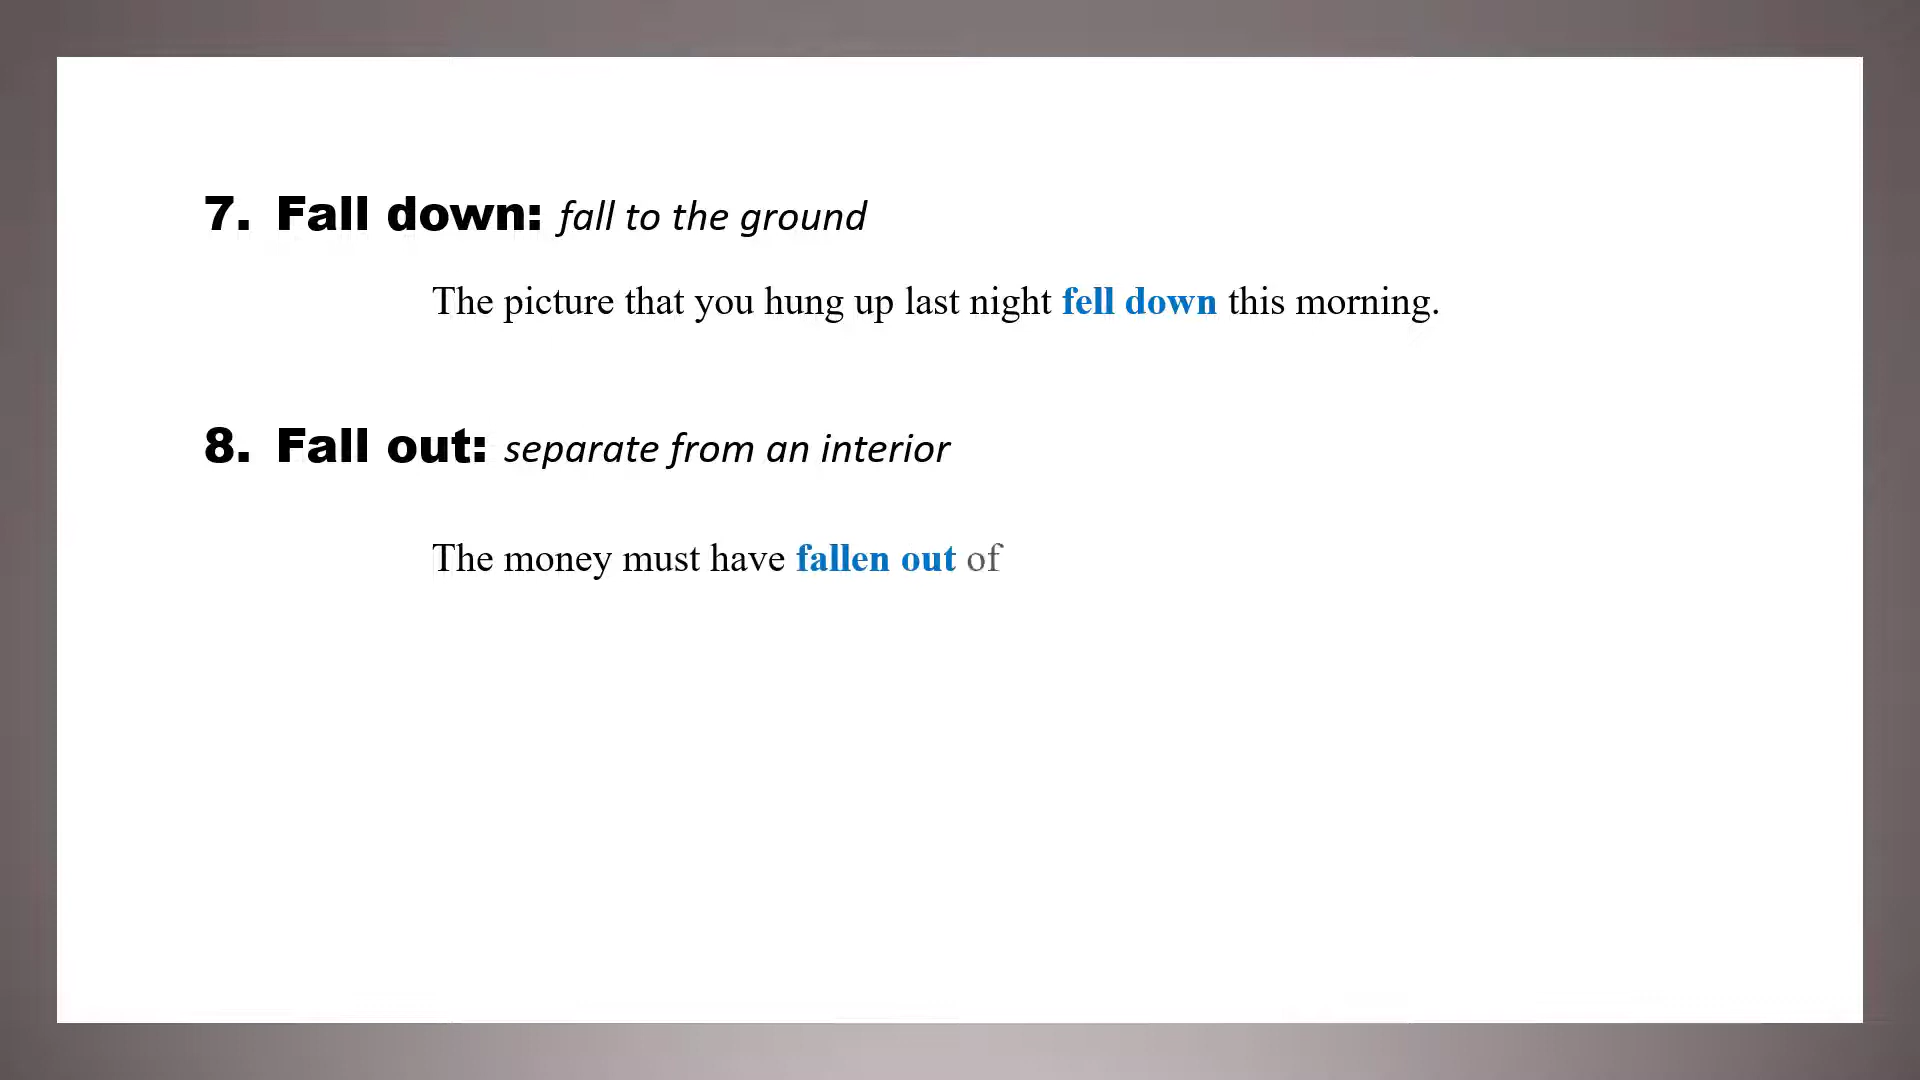 7. Fall down: fall to the ground
The picture that you hung up last night fell down this morning.
8. Fall out: separate from an interior
The money must have fallen out of